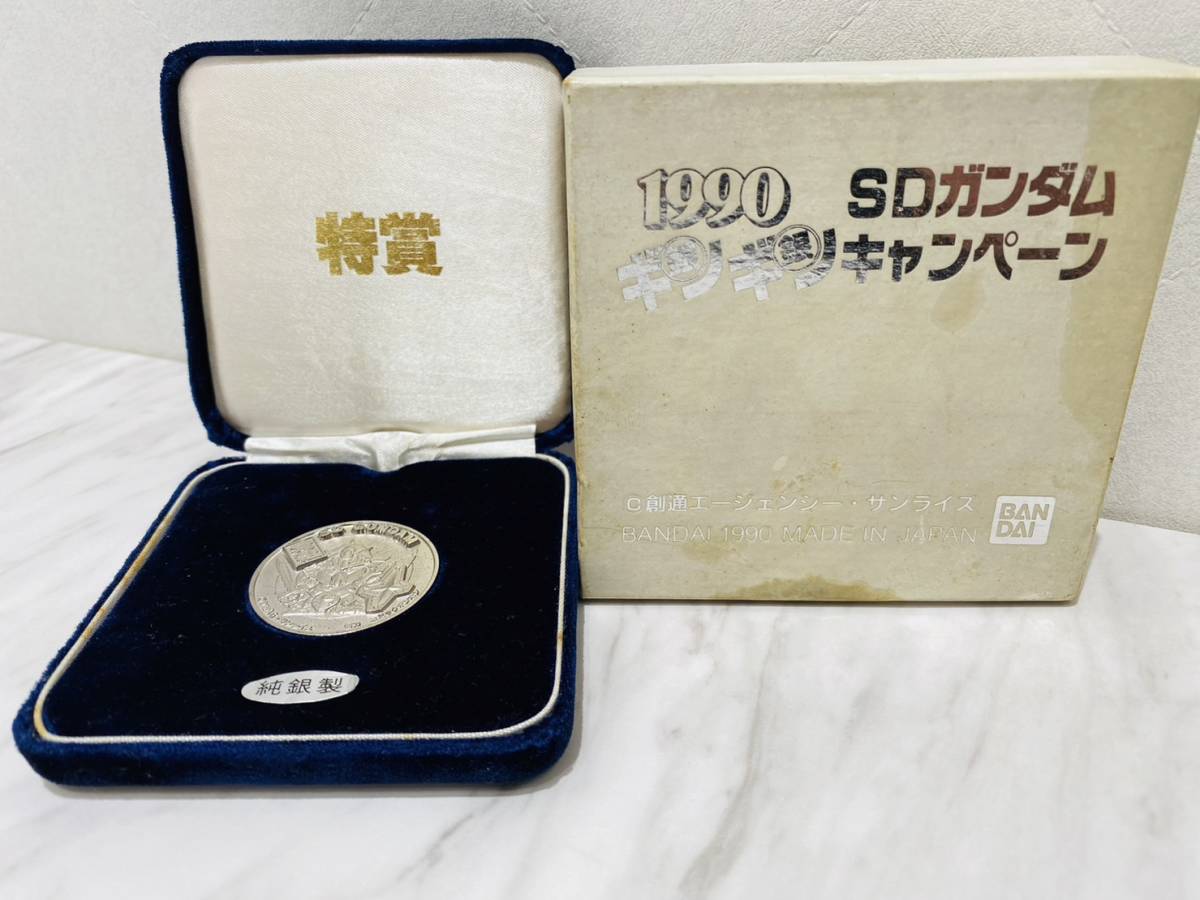 特賞
SD GUNDAM
純銀製
1990 SDガンダム
ギンギンキャンペーン
C創通エージェンシー・サンライズ
BANDAI 1990 MADE IN JAPAN
BAN
DAI